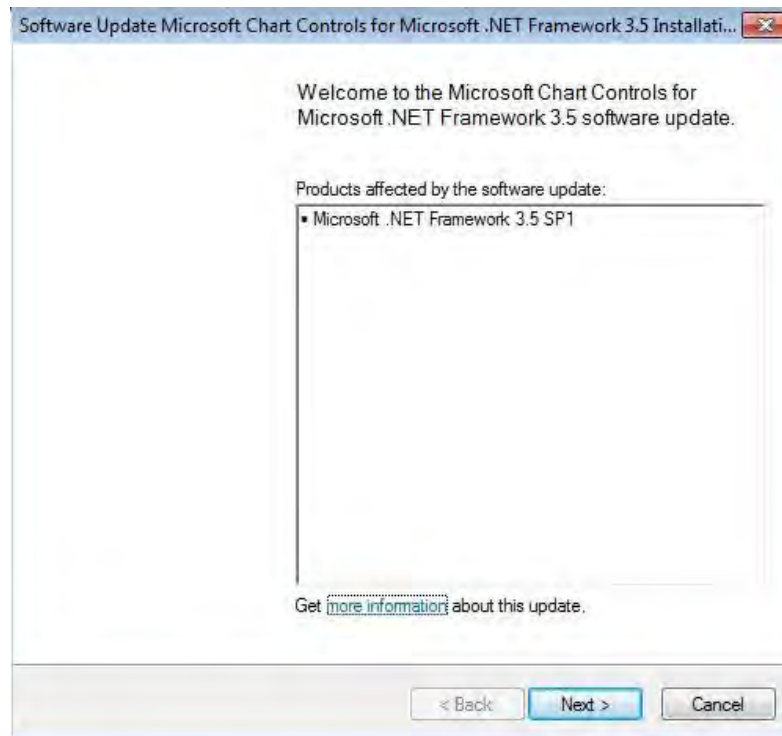 Software Update Microsoft Chart Controls for Microsoft .NET Framework 3.5 Installati...
Welcome to the Microsoft Chart Controls for
Microsoft .NET Framework 3.5 software update.
Products affected by the software update:
• Microsoft .NET Framework 3.5 SP1
Get more information about this update.
< Back Next > Cancel